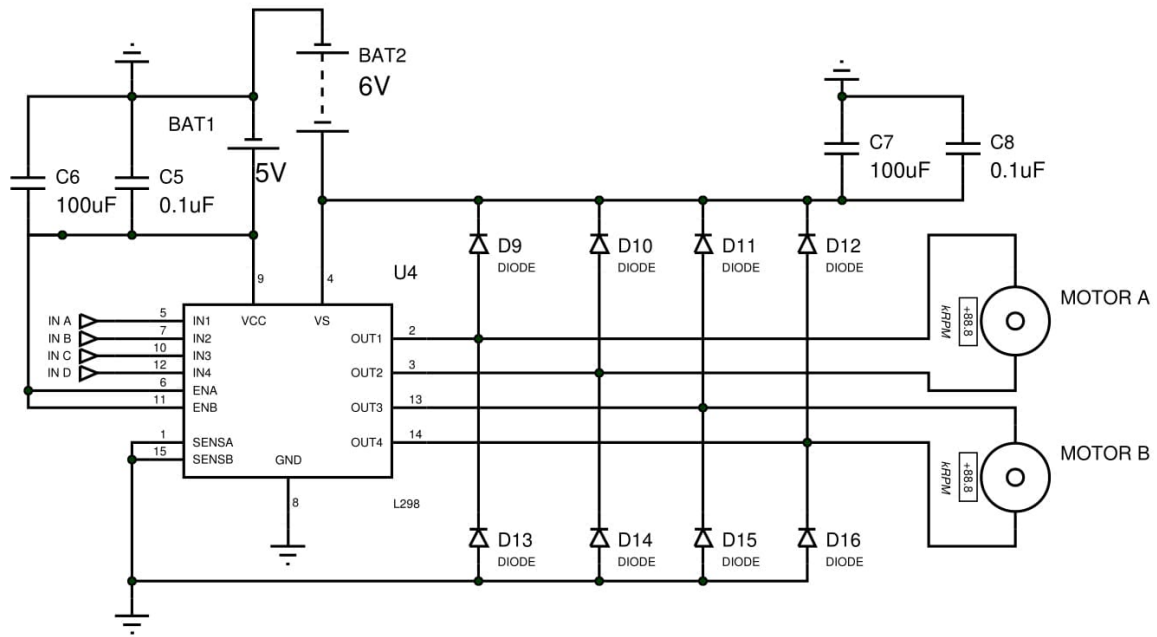 BAT2
6V
BAT1
5V
C6
100uF
C5
0.1uF
C7
100uF
C8
0.1uF
D9
DIODE
D10
DIODE
D11
DIODE
D12
DIODE
U4
9
4
VCC
VS
IN A
5
IN1
IN B
7
IN2
IN C
10
IN3
IN D
12
IN4
6
ENA
11
ENB
1
SENSA
15
SENSB
GND
8
OUT1
2
OUT2
3
OUT3
13
OUT4
14
L298
MOTOR A
+88.8
kRPM
MOTOR B
+88.8
kRPM
D13
DIODE
D14
DIODE
D15
DIODE
D16
DIODE